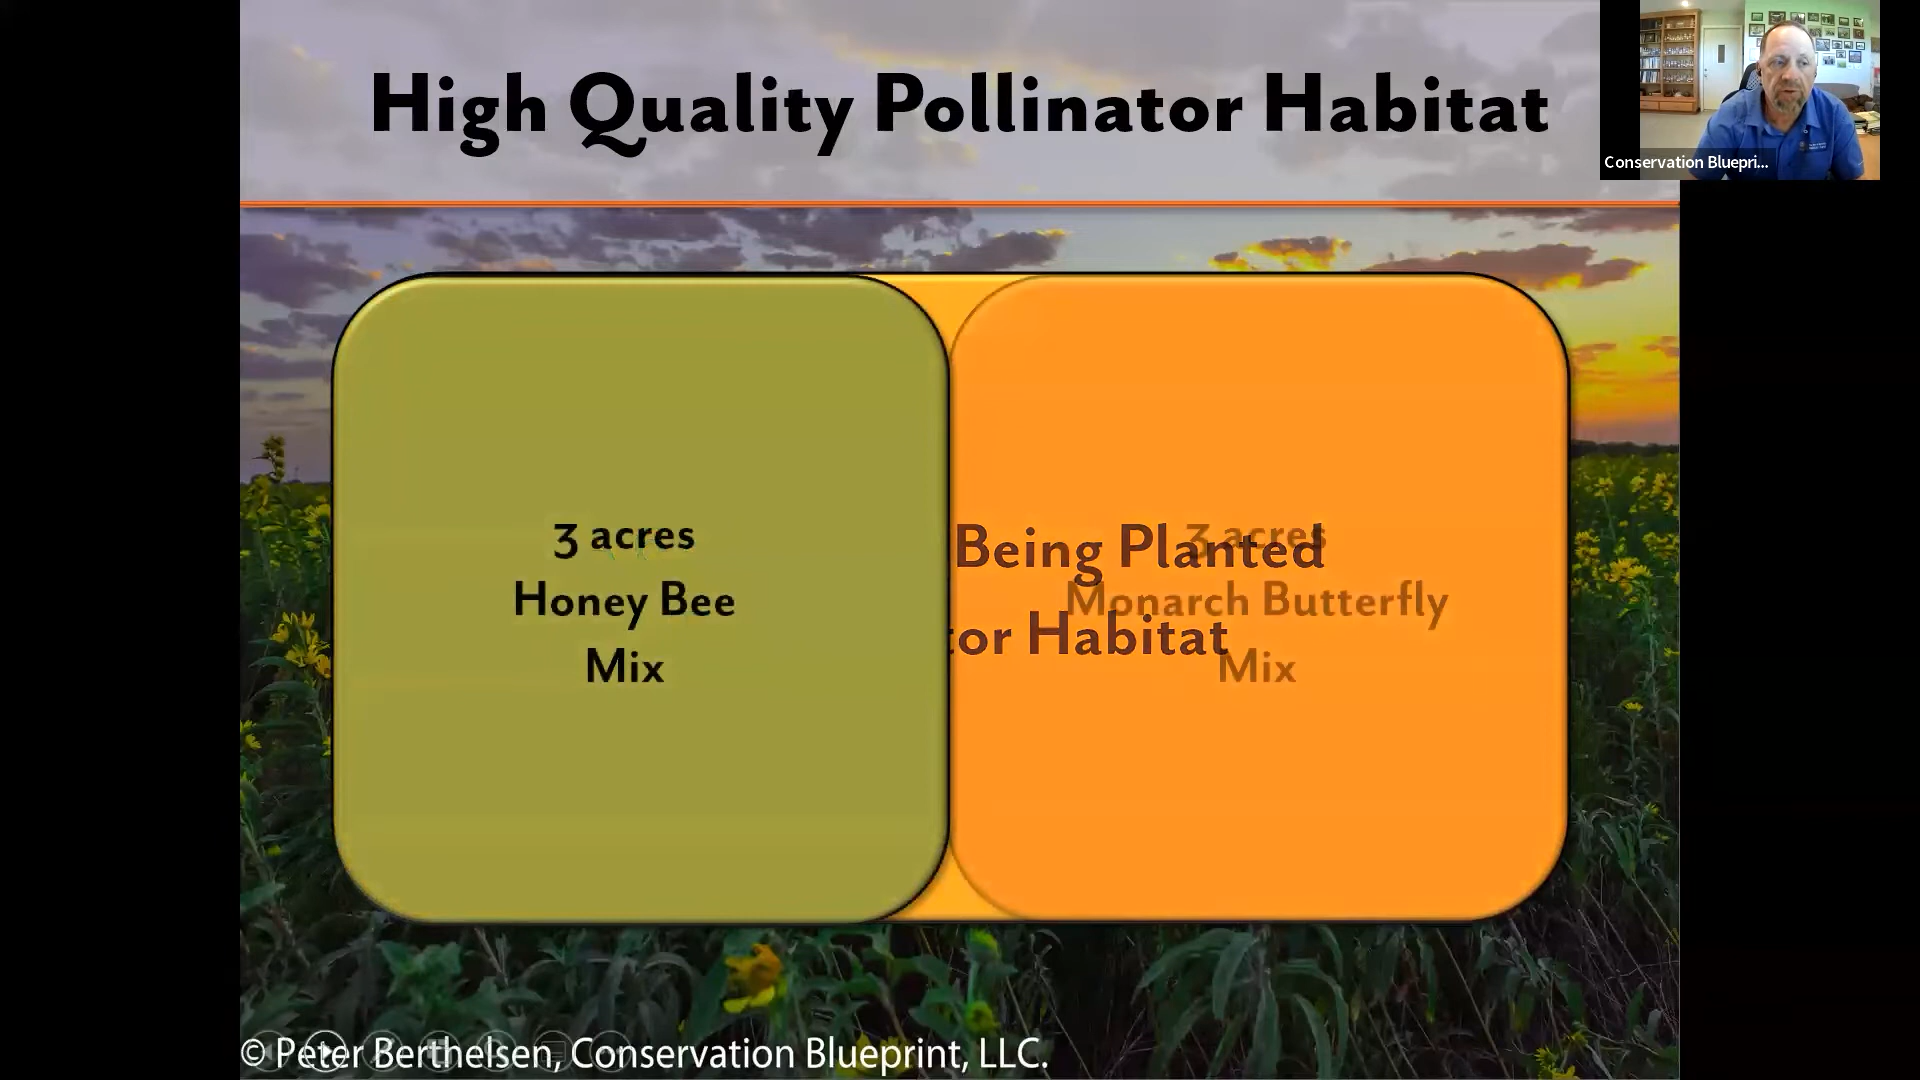 High Quality Pollinator Habitat
Conservation Bluepri...
3 acres
Honey Bee
Mix
Being Planted
tor Habitat
3 acres
Monarch Butterfly
Mix
© Peter Berthelsen, Conservation Blueprint, LLC.